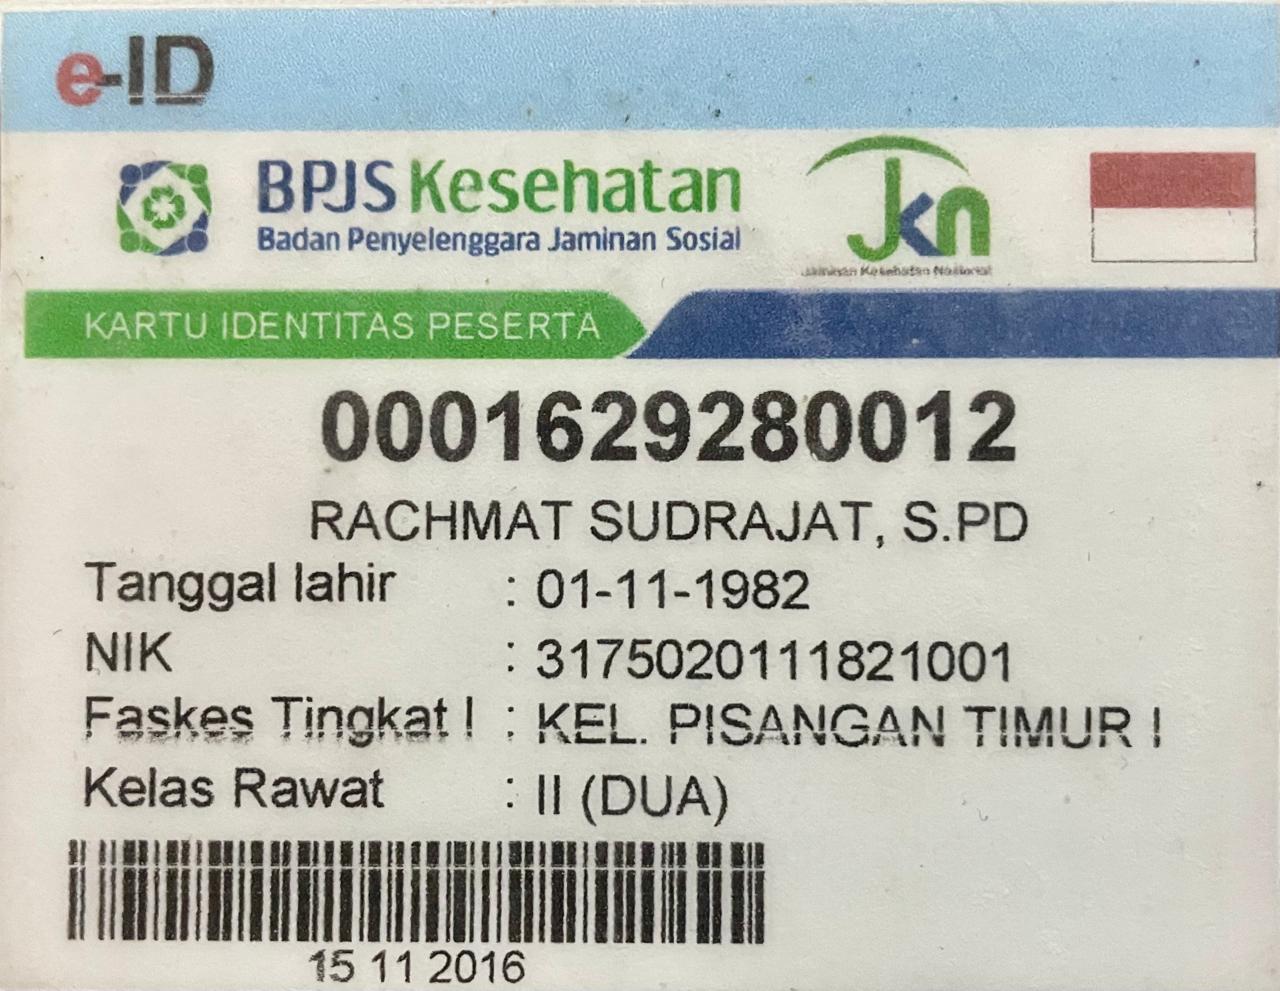 e-ID
BPJS Kesehatan
Badan Penyelenggara Jaminan Sosial
jkn
Jaminan Kesehatan Nasional
KARTU IDENTITAS PESERTA
0001629280012
RACHMAT SUDRAJAT, S.PD
Tanggal lahir : 01-11-1982
NIK : 3175020111821001
Faskes Tingkat I : KEL. PISANGAN TIMUR I
Kelas Rawat : II (DUA)
15 11 2016